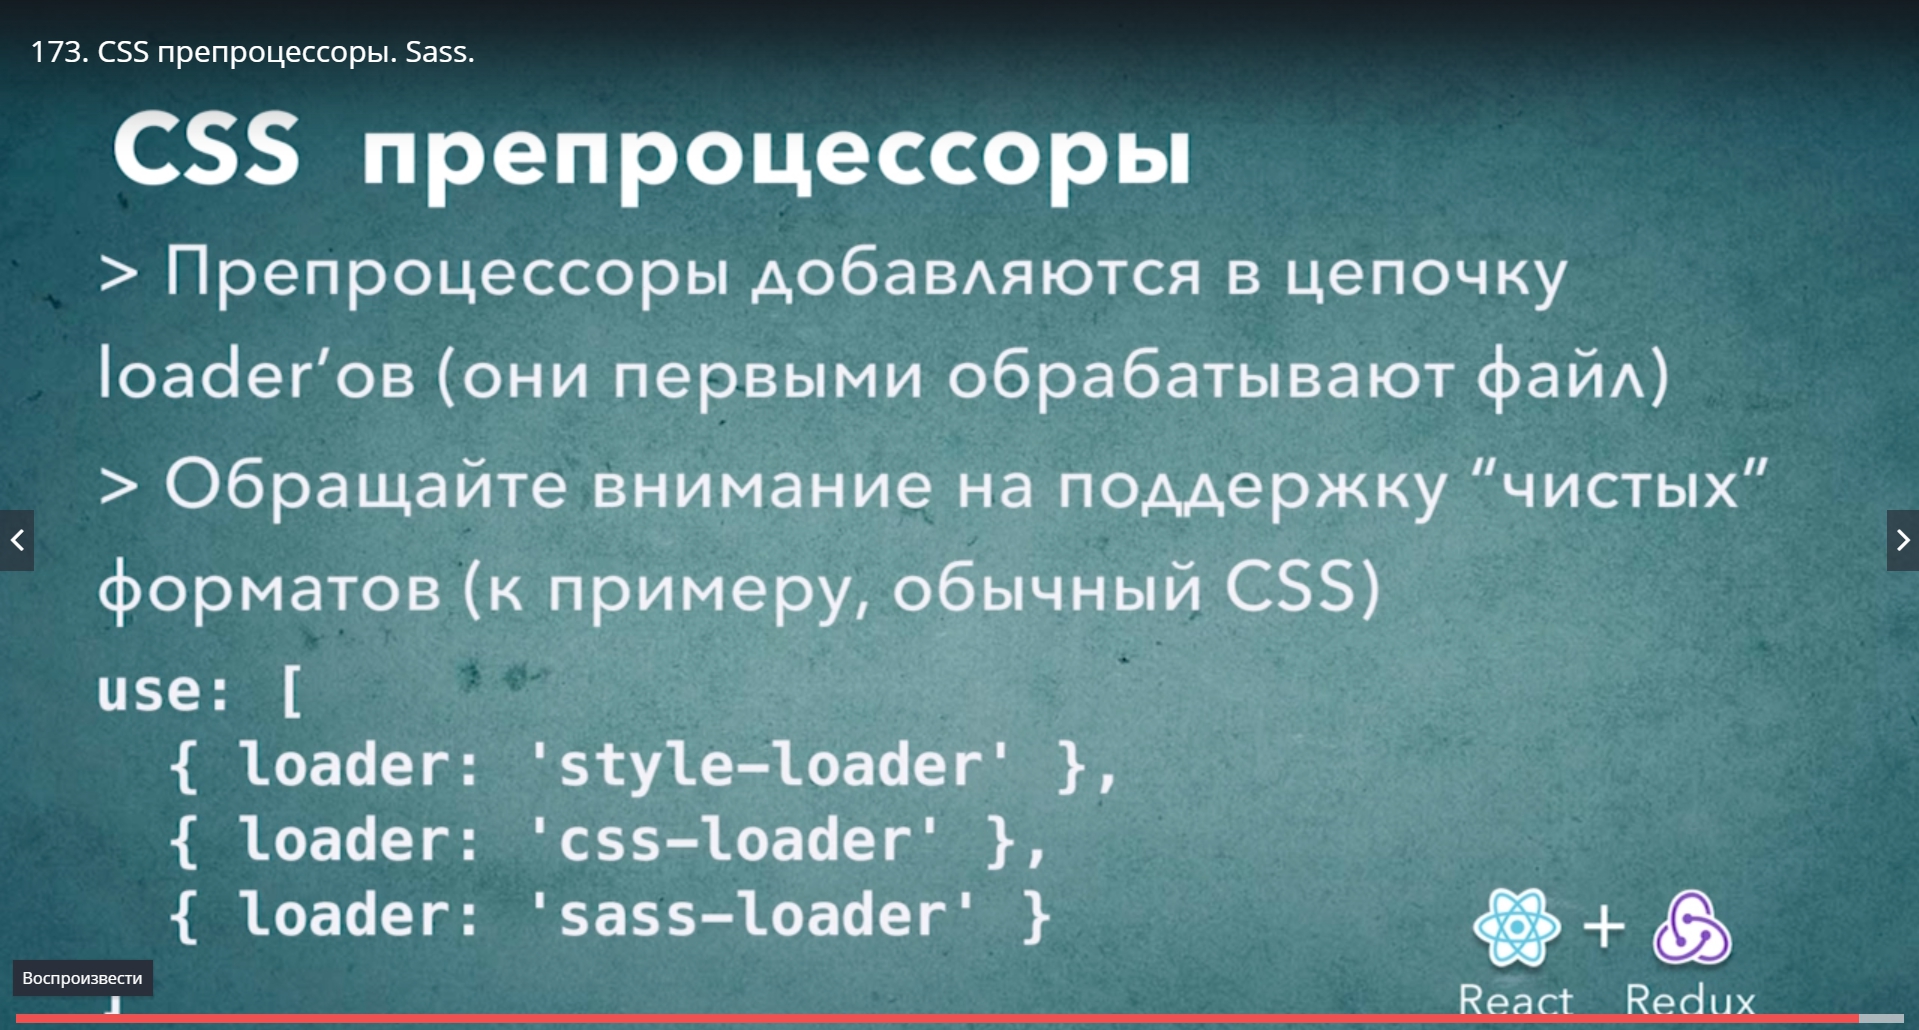 173. CSS препроцессоры. Sass.
CSS препроцессоры
> Препроцессоры добавляются в цепочку
loader’ов (они первыми обрабатывают файл)
> Обращайте внимание на поддержку “чистых”
форматов (к примеру, обычный CSS)
use: [
{ loader: 'style-loader' },
{ loader: 'css-loader' },
{ loader: 'sass-loader' }
Воспроизвести
React + Redux